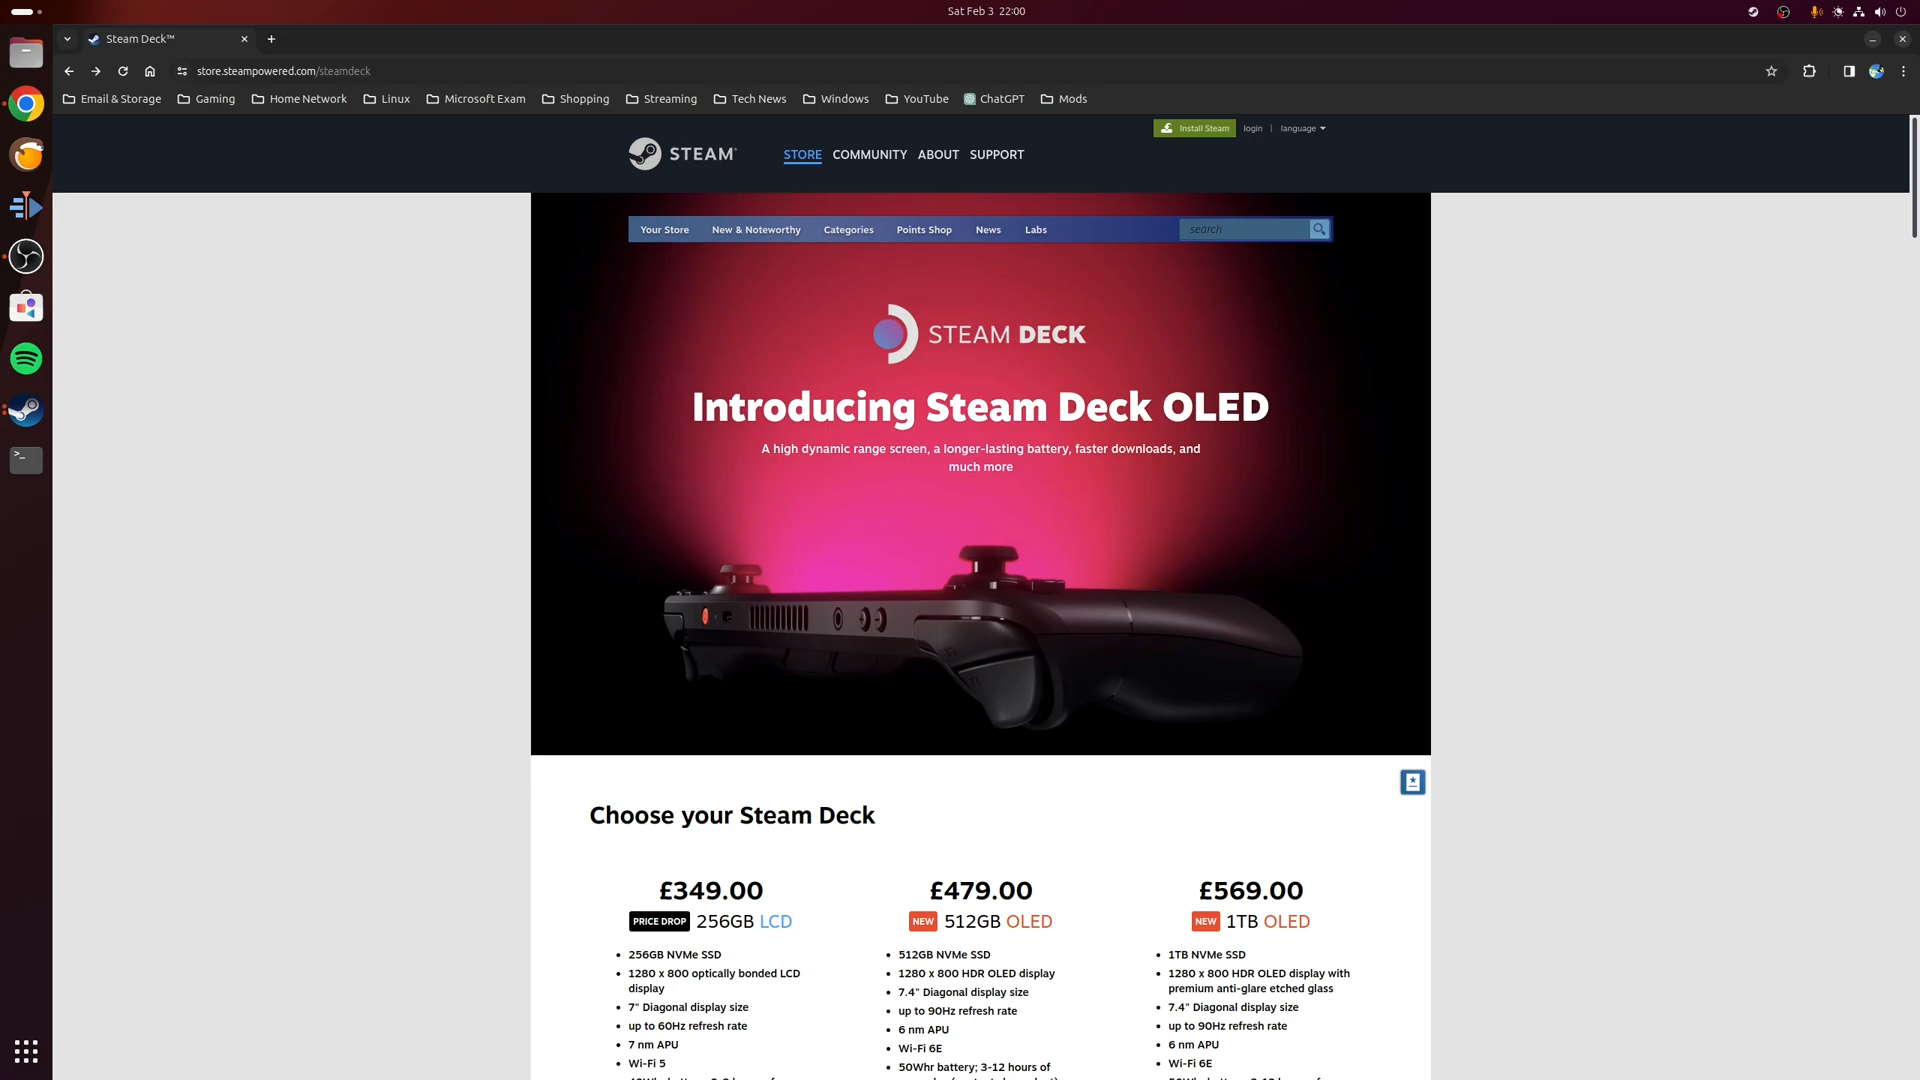 Sat Feb 3 22:00
Steam Deck™
store.steampowered.com/steamdeck
Email & Storage Gaming Home Network Linux Microsoft Exam Shopping Streaming Tech News Windows YouTube ChatGPT Mods
Install Steam login | language
STEAM® STORE COMMUNITY ABOUT SUPPORT
Your Store New & Noteworthy Categories Points Shop News Labs search
STEAM DECK
Introducing Steam Deck OLED
A high dynamic range screen, a longer-lasting battery, faster downloads, and
much more
Choose your Steam Deck
£349.00
PRICE DROP 256GB LCD
• 256GB NVMe SSD
• 1280 x 800 optically bonded LCD
display
• 7" Diagonal display size
• up to 60Hz refresh rate
• 7 nm APU
• Wi-Fi 5
£479.00
NEW 512GB OLED
• 512GB NVMe SSD
• 1280 x 800 HDR OLED display
• 7.4" Diagonal display size
• up to 90Hz refresh rate
• 6 nm APU
• Wi-Fi 6E
• 50Whr battery; 3-12 hours of
£569.00
NEW 1TB OLED
• 1TB NVMe SSD
• 1280 x 800 HDR OLED display with
premium anti-glare etched glass
• 7.4" Diagonal display size
• up to 90Hz refresh rate
• 6 nm APU
• Wi-Fi 6E